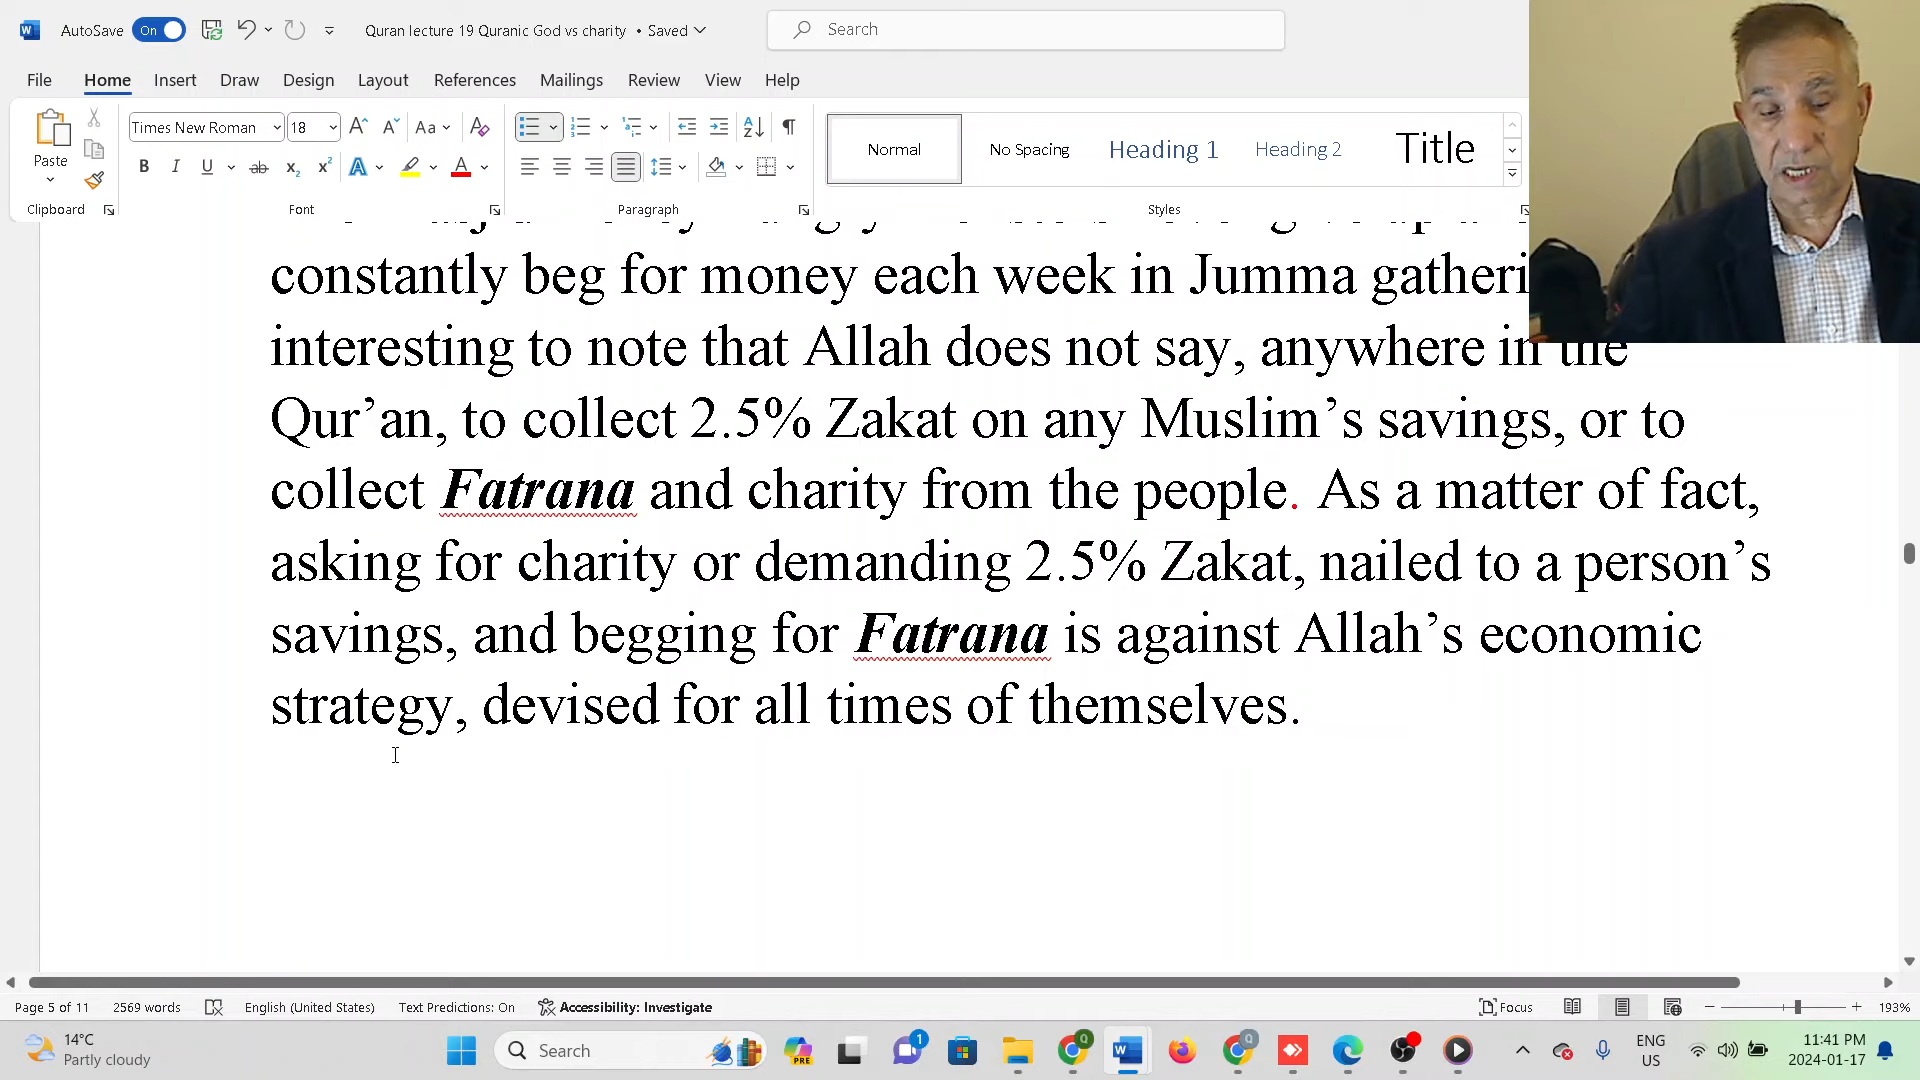 AutoSave On Quran lecture 19 Quranic God vs charity • Saved Search
File Home Insert Draw Design Layout References Mailings Review View Help
Times New Roman 18
Paste
Normal No Spacing Heading 1 Heading 2 Title
Clipboard Font Paragraph Styles
constantly beg for money each week in Jumma
interesting to note that Allah does not say, anywhere in the
Qur’an, to collect 2.5% Zakat on any Muslim’s savings, or to
collect Fatrana and charity from the people. As a matter of fact,
asking for charity or demanding 2.5% Zakat, nailed to a person’s
savings, and begging for Fatrana is against Allah’s economic
strategy, devised for all times of themselves.
Page 5 of 11 2569 words English (United States) Text Predictions: On Accessibility: Investigate Focus 193%
14°C
Partly cloudy
Search
PRE
1
ENG
US
11:41 PM
2024-01-17